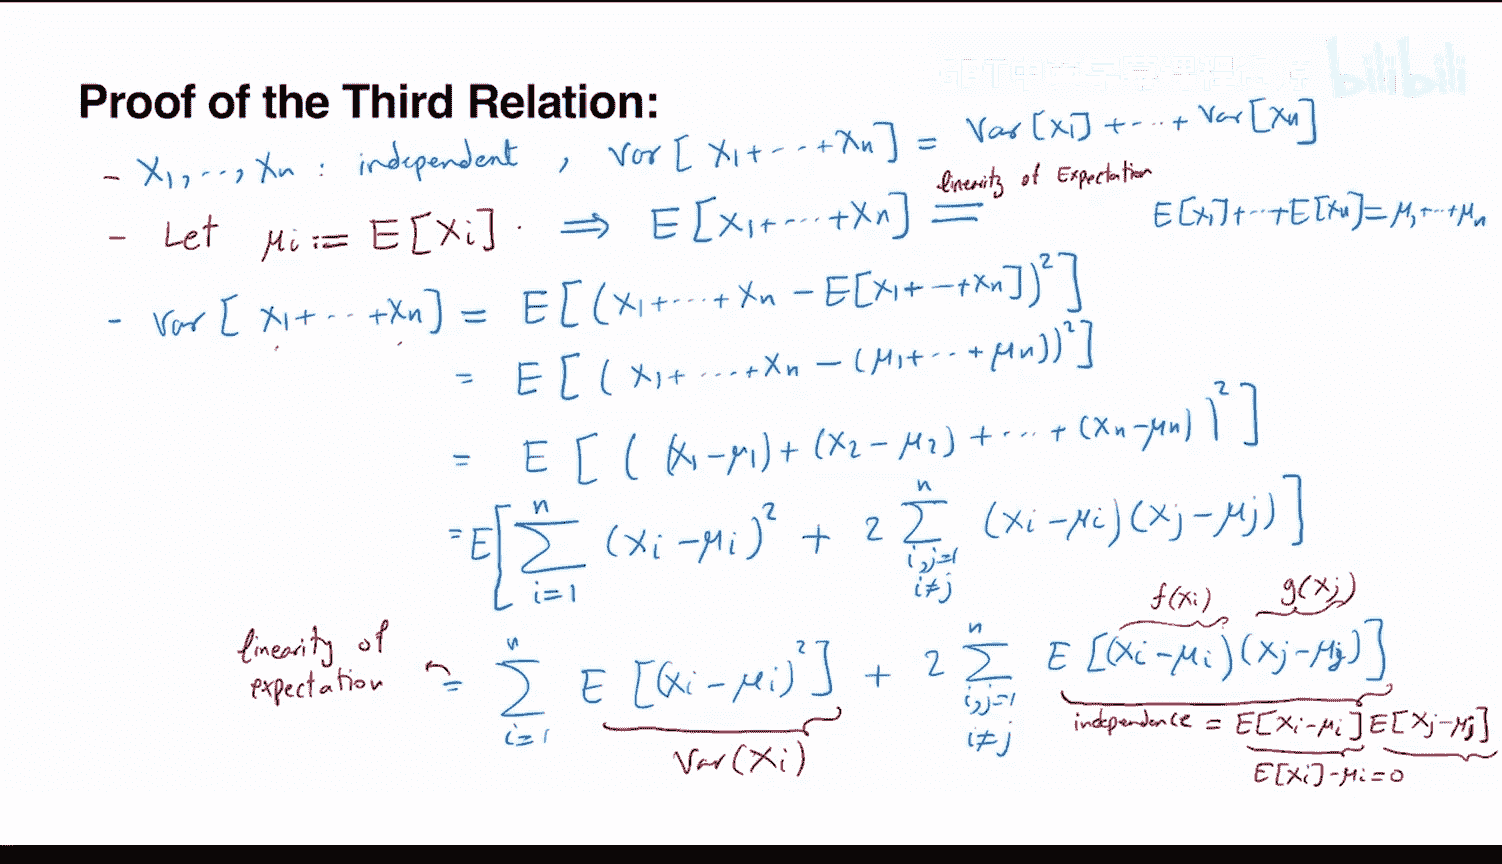 bilibili
Proof of the Third Relation:
- X₁, ..., Xₙ : independent , Var [ X₁ + ... + Xₙ ] = Var [X₁] + ... + Var [Xₙ]
linearity of Expectation
- Let μᵢ := E[Xᵢ] . ⇒ E [X₁ + ... + Xₙ] = E[X₁] + ... + E[Xₙ] = μ₁ + ... + μₙ
- Var [ X₁ + ... + Xₙ ] = E [ (X₁ + ... + Xₙ − E[X₁ + − + Xₙ])² ]
= E [ ( X₁ + ... + Xₙ − (μ₁ + ... + μₙ))² ]
= E [ ( (X₁ − μ₁) + (X₂ − μ₂) + ... + (Xₙ − μₙ) )² ]
= E[ ∑ⁿᵢ₌₁ (Xᵢ − μᵢ)² + 2 ∑ⁿ i,j=1 i≠j (Xᵢ − μᵢ)(Xⱼ − μⱼ) ]
f(Xᵢ) g(Xⱼ)
linearity of expectation = ∑ⁿᵢ₌₁ E [(Xᵢ − μᵢ)²] + 2 ∑ⁿ i,j=1 i≠j E [(Xᵢ − μᵢ)(Xⱼ − μⱼ)]
Var(Xᵢ) independence = E[Xᵢ − μᵢ] E[Xⱼ − μⱼ]
E[Xᵢ] − μᵢ = 0